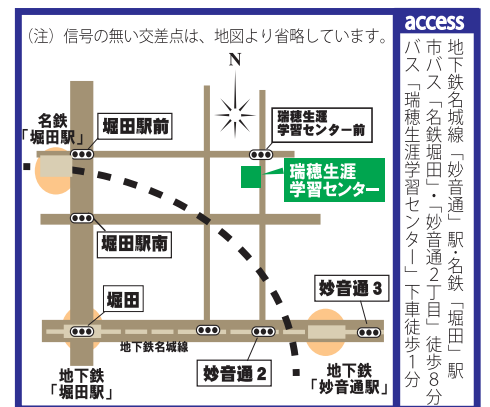 （注）信号の無い交差点は、地図より省略しています。
N
名鉄
「堀田駅」
堀田駅前
瑞穂生涯
学習センター前
瑞穂生涯
学習センター
堀田駅南
堀田
妙音通3
地下鉄名城線
妙音通2
地下鉄
「堀田駅」
地下鉄
「妙音通駅」
access
地下鉄名城線「妙音通」駅・名鉄「堀田」駅
市バス「名鉄堀田」・「妙音通2丁目」徒歩8分
バス「瑞穂生涯学習センター」下車徒歩1分